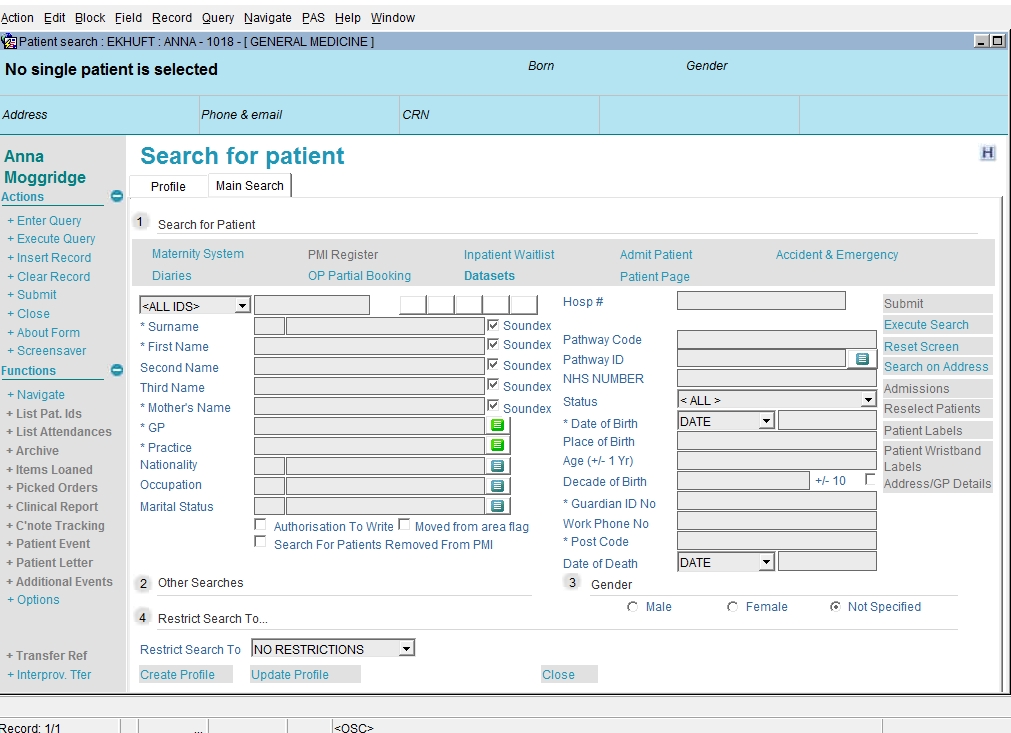 Action Edit Block Field Record Query Navigate PAS Help Window
Patient search : EKHUFT : ANNA - 1018 - [ GENERAL MEDICINE ]
No single patient is selected
Born
Gender
Address
Phone & email
CRN
Anna
Moggridge
Actions
+ Enter Query
+ Execute Query
+ Insert Record
+ Clear Record
+ Submit
+ Close
+ About Form
+ Screensaver
Functions
+ Navigate
+ List Pat. Ids
+ List Attendances
+ Archive
+ Items Loaned
+ Picked Orders
+ Clinical Report
+ C'note Tracking
+ Patient Event
+ Patient Letter
+ Additional Events
+ Options
+ Transfer Ref
+ Interprov. Tfer
Search for patient
H
Profile
Main Search
1 Search for Patient
Maternity System PMI Register Inpatient Waitlist Admit Patient Accident & Emergency
Diaries OP Partial Booking Datasets Patient Page
<ALL IDS>
* Surname Soundex
* First Name Soundex
Second Name Soundex
Third Name Soundex
* Mother's Name Soundex
* GP
* Practice
Nationality
Occupation
Marital Status
Authorisation To Write Moved from area flag
Search For Patients Removed From PMI
Hosp #
Pathway Code
Pathway ID
NHS NUMBER
Status < ALL >
* Date of Birth DATE
Place of Birth
Age (+/- 1 Yr)
Decade of Birth +/- 10
* Guardian ID No
Work Phone No
* Post Code
Date of Death DATE
Submit
Execute Search
Reset Screen
Search on Address
Admissions
Reselect Patients
Patient Labels
Patient Wristband
Labels
Address/GP Details
2 Other Searches
3 Gender
Male Female Not Specified
4 Restrict Search To...
Restrict Search To NO RESTRICTIONS
Create Profile Update Profile Close
Record: 1/1 ... <OSC>